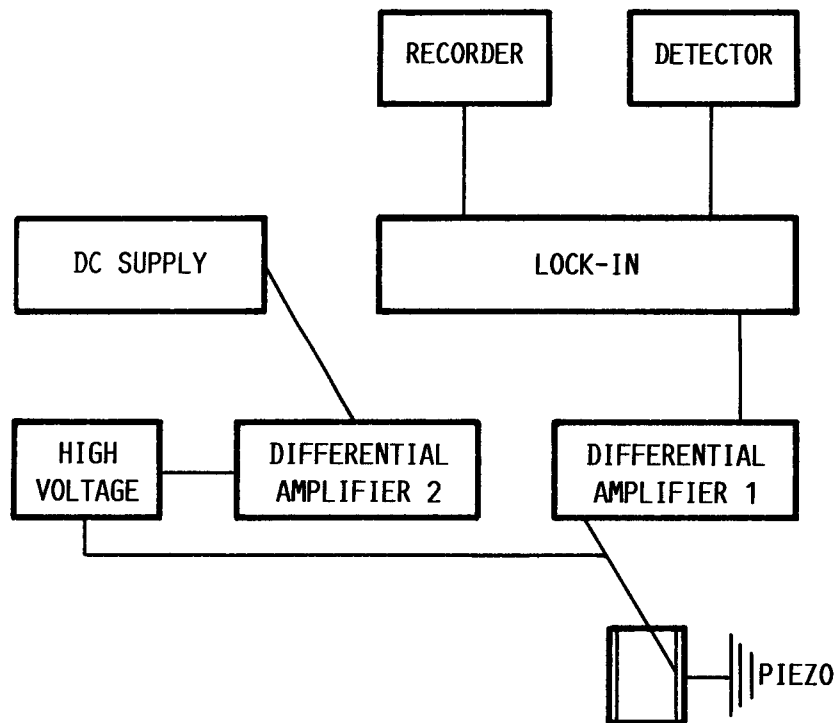 RECORDER
DETECTOR
DC SUPPLY
LOCK-IN
HIGH
VOLTAGE
DIFFERENTIAL
AMPLIFIER 2
DIFFERENTIAL
AMPLIFIER 1
PIEZO